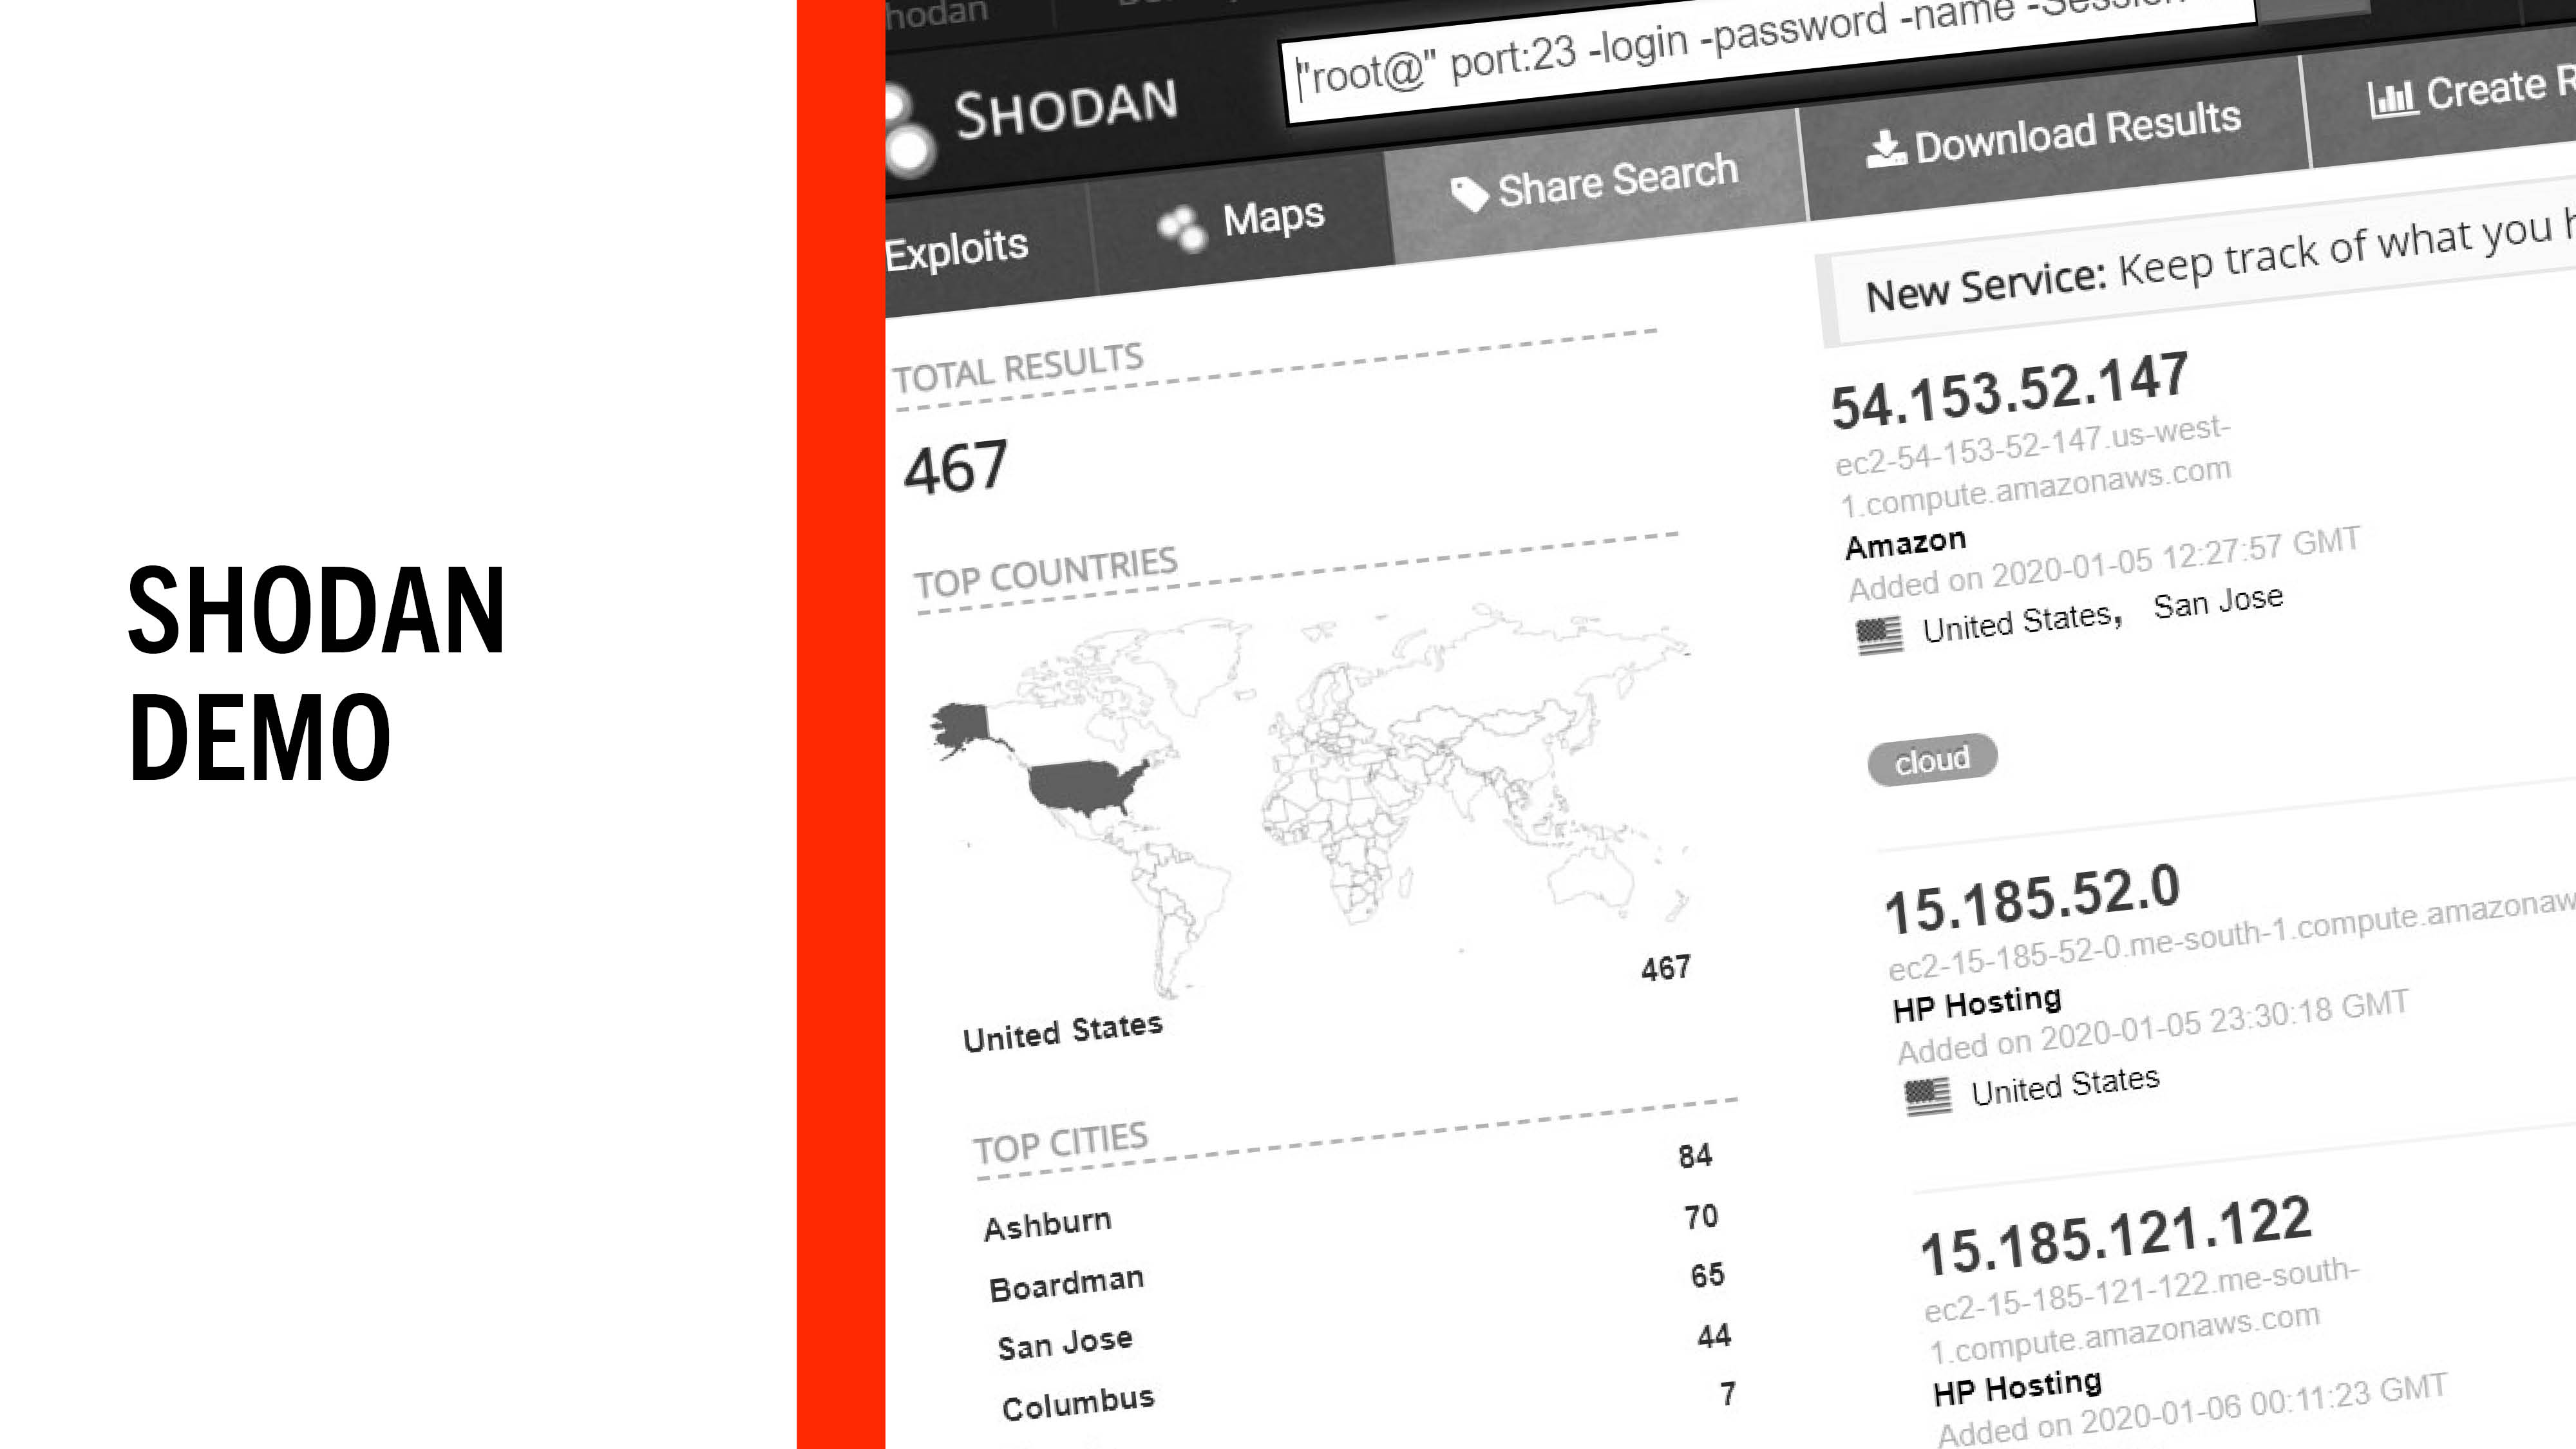 SHODAN
DEMO
hodan
"root@" port:23 -login -password -name -Session
SHODAN
Exploits
Maps
Share Search
Download Results
Create R
New Service: Keep track of what you h
TOTAL RESULTS
467
TOP COUNTRIES
467
United States
TOP CITIES
84
Ashburn
70
Boardman
65
San Jose
44
Columbus
7
54.153.52.147
ec2-54-153-52-147.us-west-
1.compute.amazonaws.com
Amazon
Added on 2020-01-05 12:27:57 GMT
United States, San Jose
cloud
15.185.52.0
ec2-15-185-52-0.me-south-1.compute.amazonaw
HP Hosting
Added on 2020-01-05 23:30:18 GMT
United States
15.185.121.122
ec2-15-185-121-122.me-south-
1.compute.amazonaws.com
HP Hosting
Added on 2020-01-06 00:11:23 GMT